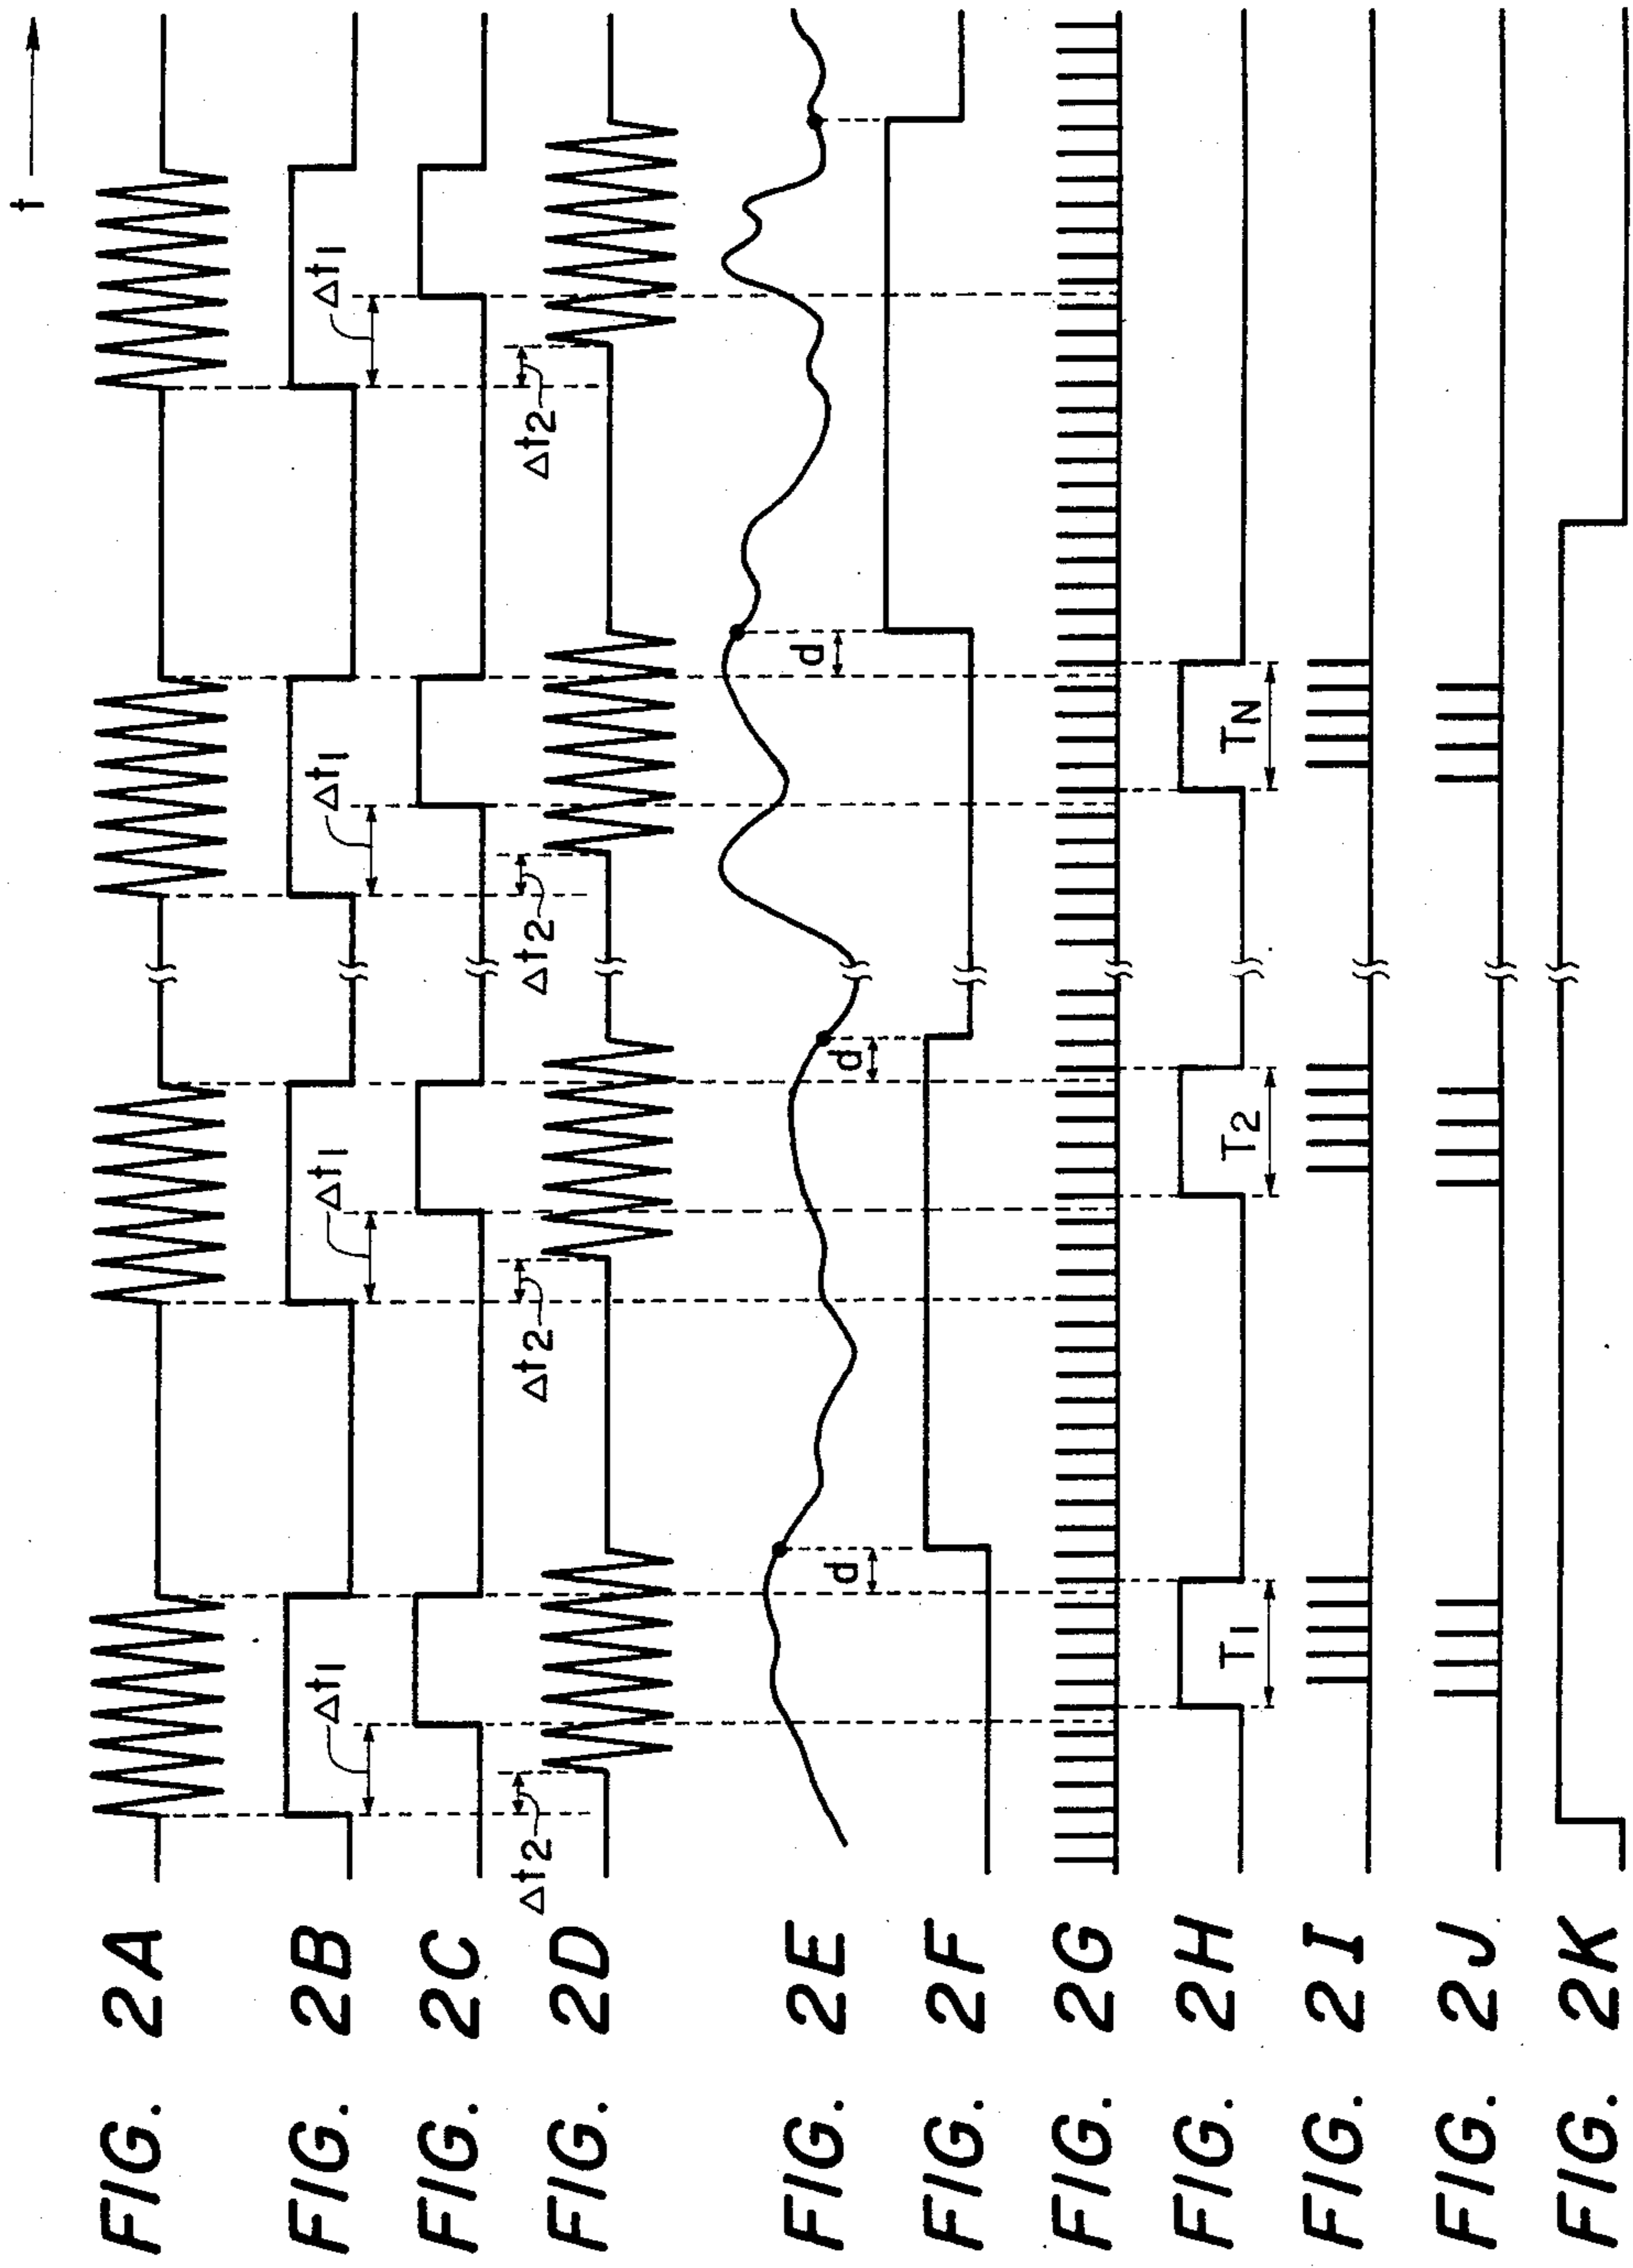 t
FIG. 2A
FIG. 2B
Δt1 Δt1 Δt1 Δt1
FIG. 2C
FIG. 2D
Δt2 Δt2 Δt2 Δt2
FIG. 2E
d d d
FIG. 2F
FIG. 2G
FIG. 2H
T1 T2 TN
FIG. 2I
FIG. 2J
FIG. 2K